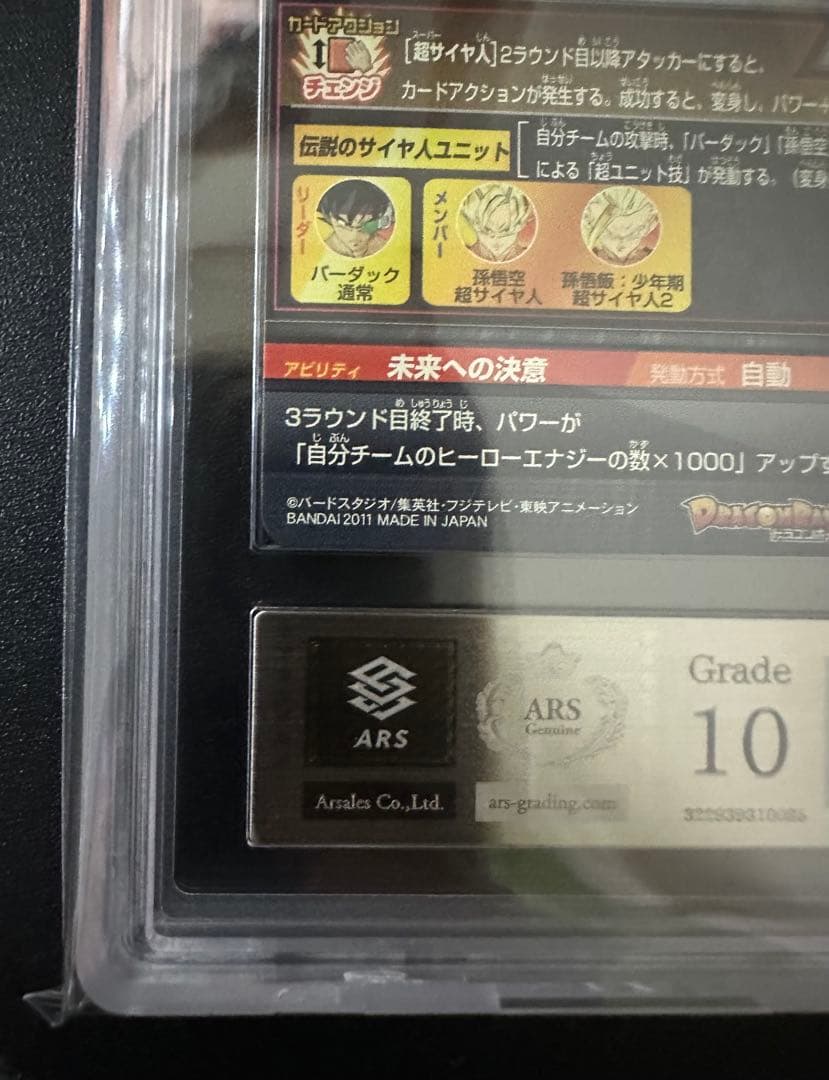 カードアクション
チェンジ
[超サイヤ人]2ラウンド目以降アタッカーにすると、
カードアクションが発生する。成功すると、変身し、パワー+
伝説のサイヤ人ユニット
自分チームの攻撃時、「バーダック」「孫悟空
による「超ユニット技」が発動する。(変身
リーダー
バーダック
通常
メンバー
孫悟空
超サイヤ人
孫悟飯:少年期
超サイヤ人2
アビリティ 未来への決意 発動方式 自動
3ラウンド目終了時、パワーが
「自分チームのヒーローエナジーの数×1000」アップす
©バードスタジオ/集英社・フジテレビ・東映アニメーション
BANDAI 2011 MADE IN JAPAN
DRAGONBA
ARS
Arsales Co.,Ltd.
ARS
Genuine
ars-grading.com
Grade
10